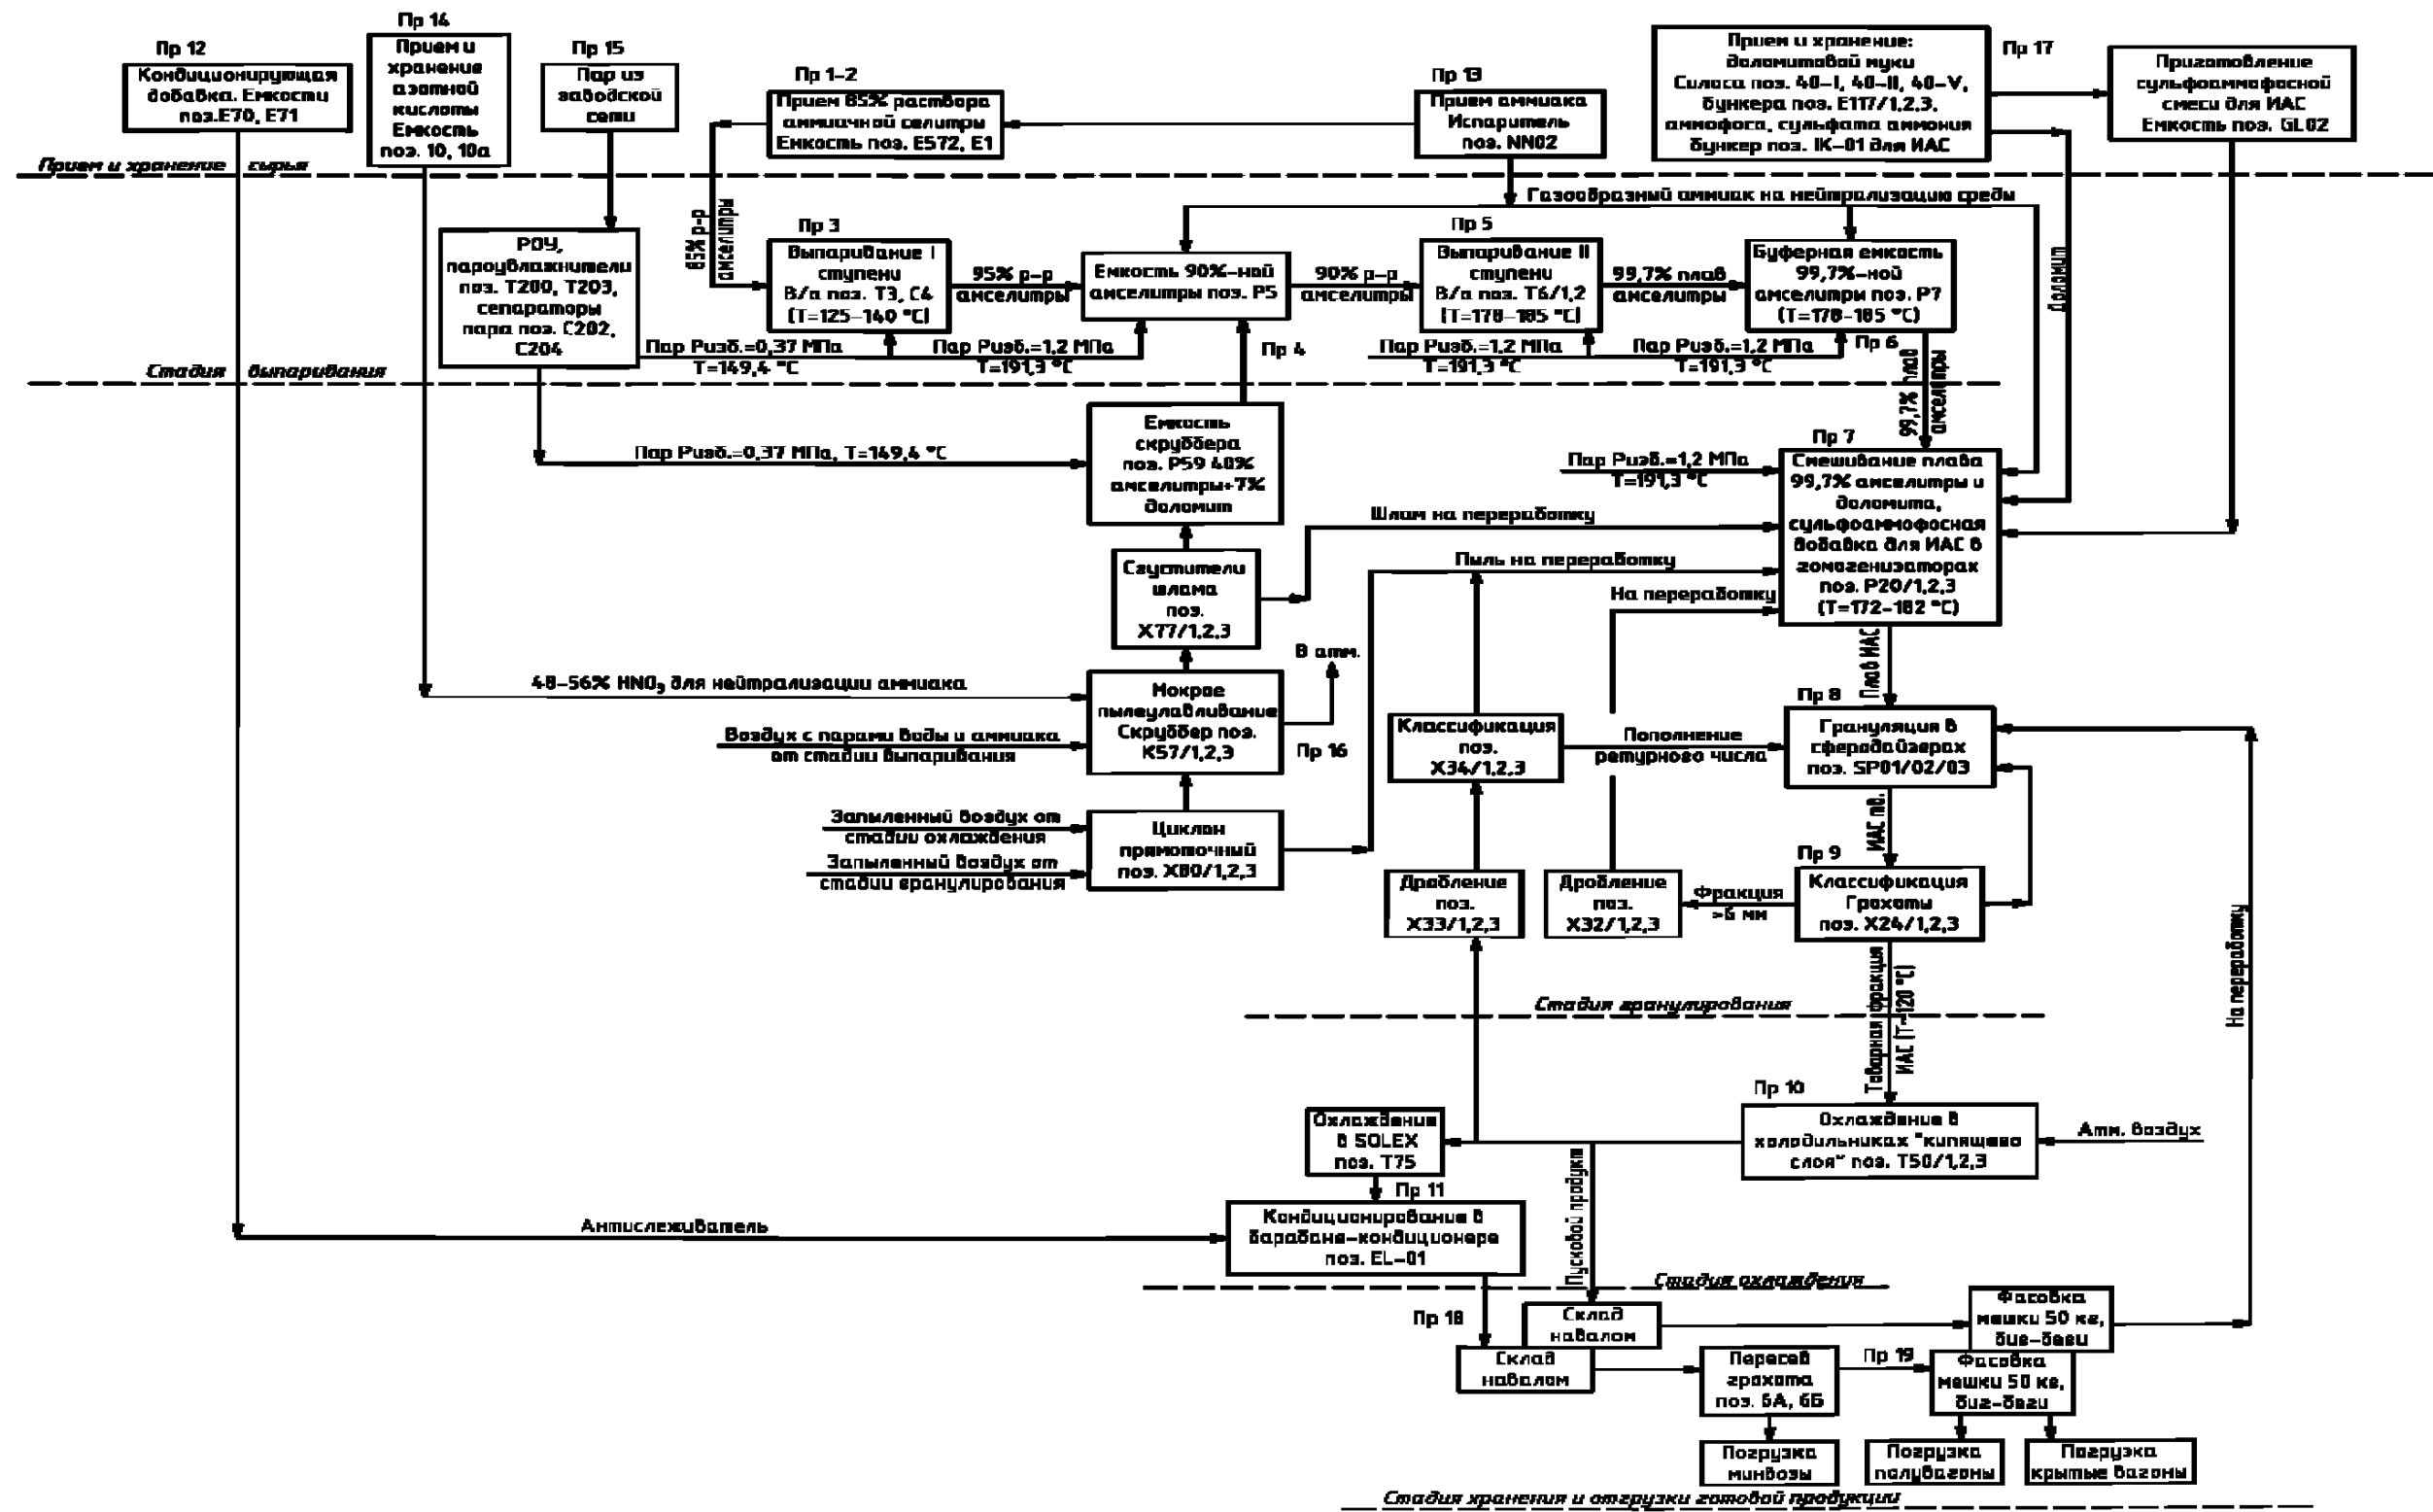 Пр 12
Кондиционирующая
добавка. Емкости
поз.Е70, Е71
Пр 14
Прием и
хранение
азотной
кислоты
Емкость
поз. 10, 10а
Пр 15
Пар из
заводской
сети
Пр 1-2
Прием 85% раствора
аммиачной селитры
Емкость поз. Е572, Е1
Пр 13
Прием аммиака
Испаритель
поз. NN02
Прием и хранение:
доломитовой муки
Силоса поз. 40-I, 40-II, 40-V,
бункера поз. Е117/1,2,3,
аммофоса, сульфата аммония
бункер поз. IK-01 для ИАС
Пр 17
Приготовление
сульфоаммофосной
смеси для ИАС
Емкость поз. GL02
Прием и хранение сырья
Газообразный аммиак на нейтрализацию среды
РОУ,
пароувлажнители
поз. Т200, Т203,
сепараторы
пара поз. С202,
С204
85% р-р
амселитры
Пр 3
Выпаривание I
ступени
В/а поз. Т3, С4
(Т=125-140 °С)
95% р-р
амселитры
Емкость 90%-ной
амселитры поз. Р5
90% р-р
амселитры
Пр 5
Выпаривание II
ступени
В/а поз. Т6/1,2
(Т=178-185 °С)
99,7% плав
амселитры
Буферная емкость
99,7%-ной
амселитры поз. Р7
(Т=178-185 °С)
Доломит
Пар Ризб.=0,37 МПа
Т=149,4 °С
Пар Ризб.=1,2 МПа
Т=191,3 °С
Пр 4
Пар Ризб.=1,2 МПа
Т=191,3 °С
Пар Ризб.=1,2 МПа
Т=191,3 °С
Пр 6
99,7% плав
амселитры
Стадия выпаривания
Емкость
скруббера
поз. Р59 40%
амселитры+7%
доломит
Пар Ризб.=0,37 МПа, Т=149,4 °С
Пр 7
Пар Ризб.=1,2 МПа
Т=191,3 °С
Смешивание плава
99,7% амселитры и
доломита,
сульфоаммофосная
добавка для ИАС в
гомогенизаторах
поз. Р20/1,2,3
(Т=172-182 °С)
Шлам на переработку
Сгустители
шлама
поз.
Х77/1,2,3
Пыль на переработку
На переработку
В атм.
Плав ИАС
48-56% HNO₃ для нейтрализации аммиака
Мокрое
пылеулавливание
Скруббер поз.
К57/1,2,3
Воздух с парами воды и аммиака
от стадии выпаривания
Пр 16
Классификация
поз.
Х34/1,2,3
Пополнение
ретурного числа
Пр 8
Грануляция в
сферодайзерах
поз. SP01/02/03
Запыленный воздух от
стадии охлаждения
Запыленный воздух от
стадии гранулирования
Циклон
прямоточный
поз. Х80/1,2,3
ИАС тв.
Пр 9
Дробление
поз.
Х33/1,2,3
Дробление
поз.
Х32/1,2,3
Фракция
>6 мм
Классификация
Грохоты
поз. Х24/1,2,3
На переработку
Товарная фракция
ИАС (Т=120 °С)
Стадия гранулирования
Пр 10
Охлаждение
в SOLEX
поз. Т75
Охлаждение в
холодильниках "кипящего
слоя" поз. Т50/1,2,3
Атм. воздух
Пр 11
Пусковой продукт
Антислеживатель
Кондиционирование в
барабане-кондиционере
поз. EL-01
Стадия охлаждения
Пр 18
Склад
навалом
Фасовка
мешки 50 кг,
биг-беги
Склад
навалом
Пересев
грохота
поз. 6А, 6Б
Пр 19
Фасовка
мешки 50 кг,
биг-беги
Погрузка
минвозы
Погрузка
полувагоны
Погрузка
крытые вагоны
Стадия хранения и отгрузки готовой продукции